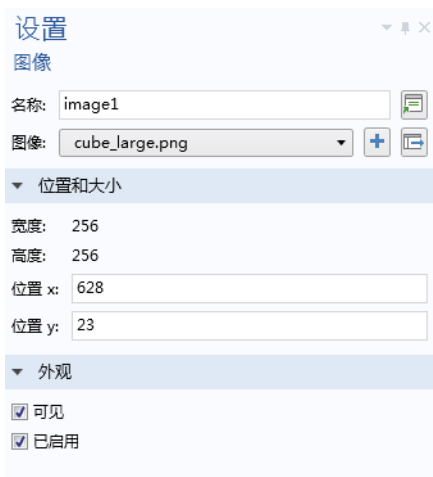 设置
图像
名称: image1
图像: cube_large.png
位置和大小
宽度: 256
高度: 256
位置 x: 628
位置 y: 23
外观
可见
已启用